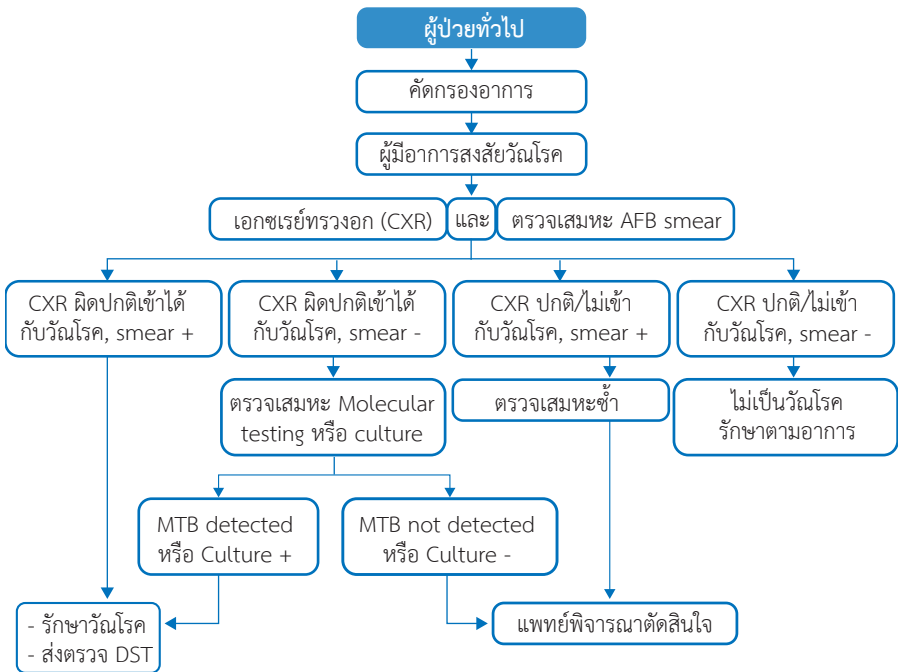 ผู้ป่วยทั่วไป
คัดกรองอาการ
ผู้มีอาการสงสัยวัณโรค
เอกซเรย์ทรวงอก (CXR)
และ
ตรวจเสมหะ AFB smear
CXR ผิดปกติเข้าได้
กับวัณโรค, smear +
CXR ผิดปกติเข้าได้
กับวัณโรค, smear -
CXR ปกติ/ไม่เข้า
กับวัณโรค, smear +
CXR ปกติ/ไม่เข้า
กับวัณโรค, smear -
ตรวจเสมหะ Molecular
testing หรือ culture
ตรวจเสมหะซ้ำ
ไม่เป็นวัณโรค
รักษาตามอาการ
MTB detected
หรือ Culture +
MTB not detected
หรือ Culture -
- รักษาวัณโรค
- ส่งตรวจ DST
แพทย์พิจารณาตัดสินใจ